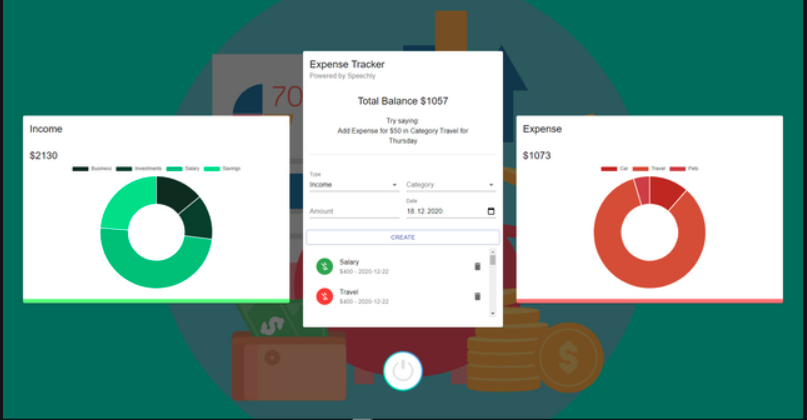 70
Expense Tracker
Powered by Speechly
Total Balance $1057
Try saying:
Add Expense for $50 in Category Travel for
Thursday
Income
$2130
Business Investments Salary Savings
Type
Income
Category
Amount
Date
18.12.2020
CREATE
Salary
$400 - 2020-12-22
Travel
$400 - 2020-12-22
Expense
$1073
Car Travel Pets
$
$